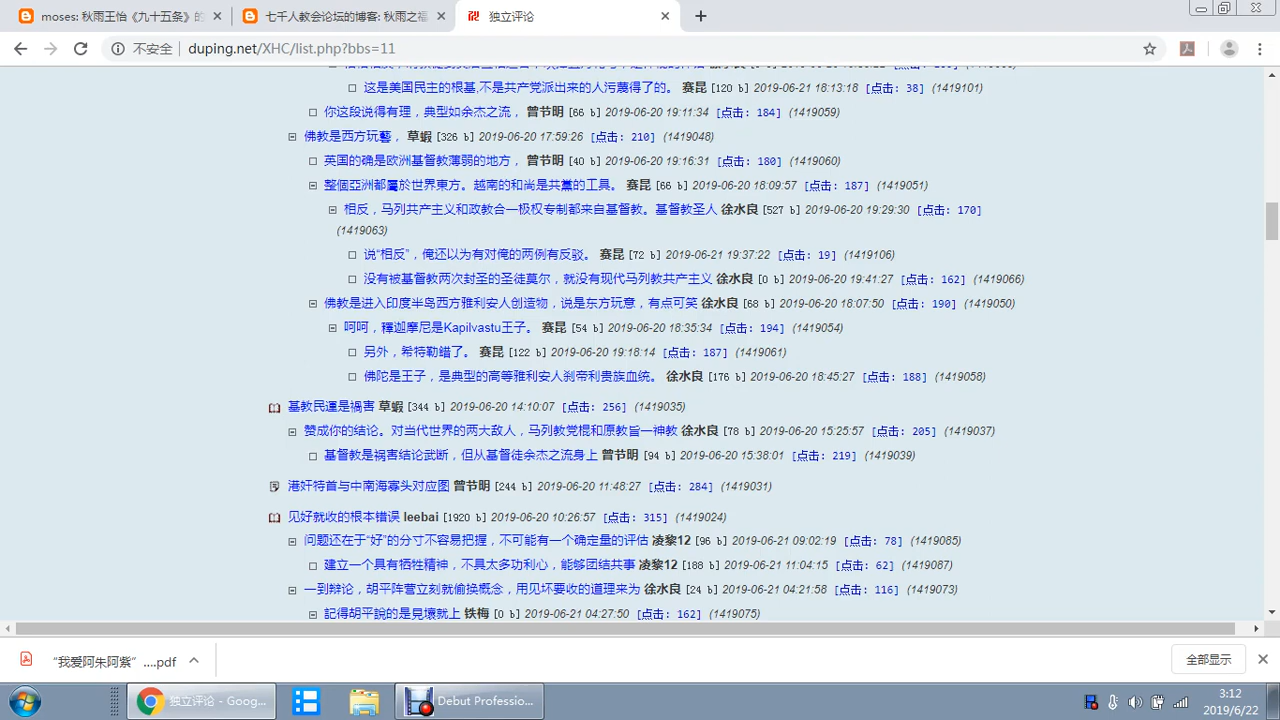 moses: 秋雨王怡《九十五条》的
七千人教会论坛的博客: 秋雨之福
独立评论
不安全 duping.net/XHC/list.php?bbs=11
这是美国民主的根基,不是共产党派出来的人污蔑得了的。 赛昆 [120 b] 2019-06-21 18:13:18 [点击: 38] (1419101)
你这段说得有理，典型如余杰之流， 曾节明 [66 b] 2019-06-20 19:11:34 [点击: 184] (1419059)
佛教是西方玩藝， 草蝦 [326 b] 2019-06-20 17:59:26 [点击: 210] (1419048)
英国的确是欧洲基督教薄弱的地方， 曾节明 [40 b] 2019-06-20 19:16:31 [点击: 180] (1419060)
整個亞洲都屬於世界東方。越南的和尚是共黨的工具。 赛昆 [66 b] 2019-06-20 18:09:57 [点击: 187] (1419051)
相反，马列共产主义和政教合一极权专制都来自基督教。基督教圣人 徐水良 [527 b] 2019-06-20 19:29:30 [点击: 170]
(1419063)
说“相反”，俺还以为有对俺的两例有反驳。 赛昆 [72 b] 2019-06-21 19:37:22 [点击: 19] (1419106)
没有被基督教两次封圣的圣徒莫尔，就没有现代马列教共产主义 徐水良 [0 b] 2019-06-20 19:41:27 [点击: 162] (1419066)
佛教是进入印度半岛西方雅利安人创造物，说是东方玩意，有点可笑 徐水良 [68 b] 2019-06-20 18:07:50 [点击: 190] (1419050)
呵呵，釋迦摩尼是Kapilvastu王子。 赛昆 [54 b] 2019-06-20 18:35:34 [点击: 194] (1419054)
另外，希特勒錯了。 赛昆 [122 b] 2019-06-20 19:18:14 [点击: 187] (1419061)
佛陀是王子，是典型的高等雅利安人刹帝利贵族血统。 徐水良 [176 b] 2019-06-20 18:45:27 [点击: 188] (1419058)
基教民運是禍害 草蝦 [344 b] 2019-06-20 14:10:07 [点击: 256] (1419035)
赞成你的结论。对当代世界的两大敌人，马列教党棍和原教旨一神教 徐水良 [78 b] 2019-06-20 15:25:57 [点击: 205] (1419037)
基督教是祸害结论武断，但从基督徒余杰之流身上 曾节明 [94 b] 2019-06-20 15:38:01 [点击: 219] (1419039)
港奸特首与中南海寡头对应图 曾节明 [244 b] 2019-06-20 11:48:27 [点击: 284] (1419031)
见好就收的根本错误 leebai [1920 b] 2019-06-20 10:26:57 [点击: 315] (1419024)
问题还在于“好”的分寸不容易把握，不可能有一个确定量的评估 凌黎12 [96 b] 2019-06-21 09:02:19 [点击: 78] (1419085)
建立一个具有牺牲精神，不具太多功利心，能够团结共事 凌黎12 [188 b] 2019-06-21 11:04:15 [点击: 62] (1419087)
一到辩论，胡平阵营立刻就偷换概念，用见坏要收的道理来为 徐水良 [24 b] 2019-06-21 04:21:58 [点击: 116] (1419073)
記得胡平說的是見壞就上 铁梅 [0 b] 2019-06-21 04:27:50 [点击: 162] (1419075)
“我爱阿朱阿紫”....pdf
全部显示
独立评论 - Goog...
Debut Professio...
3:12
2019/6/22